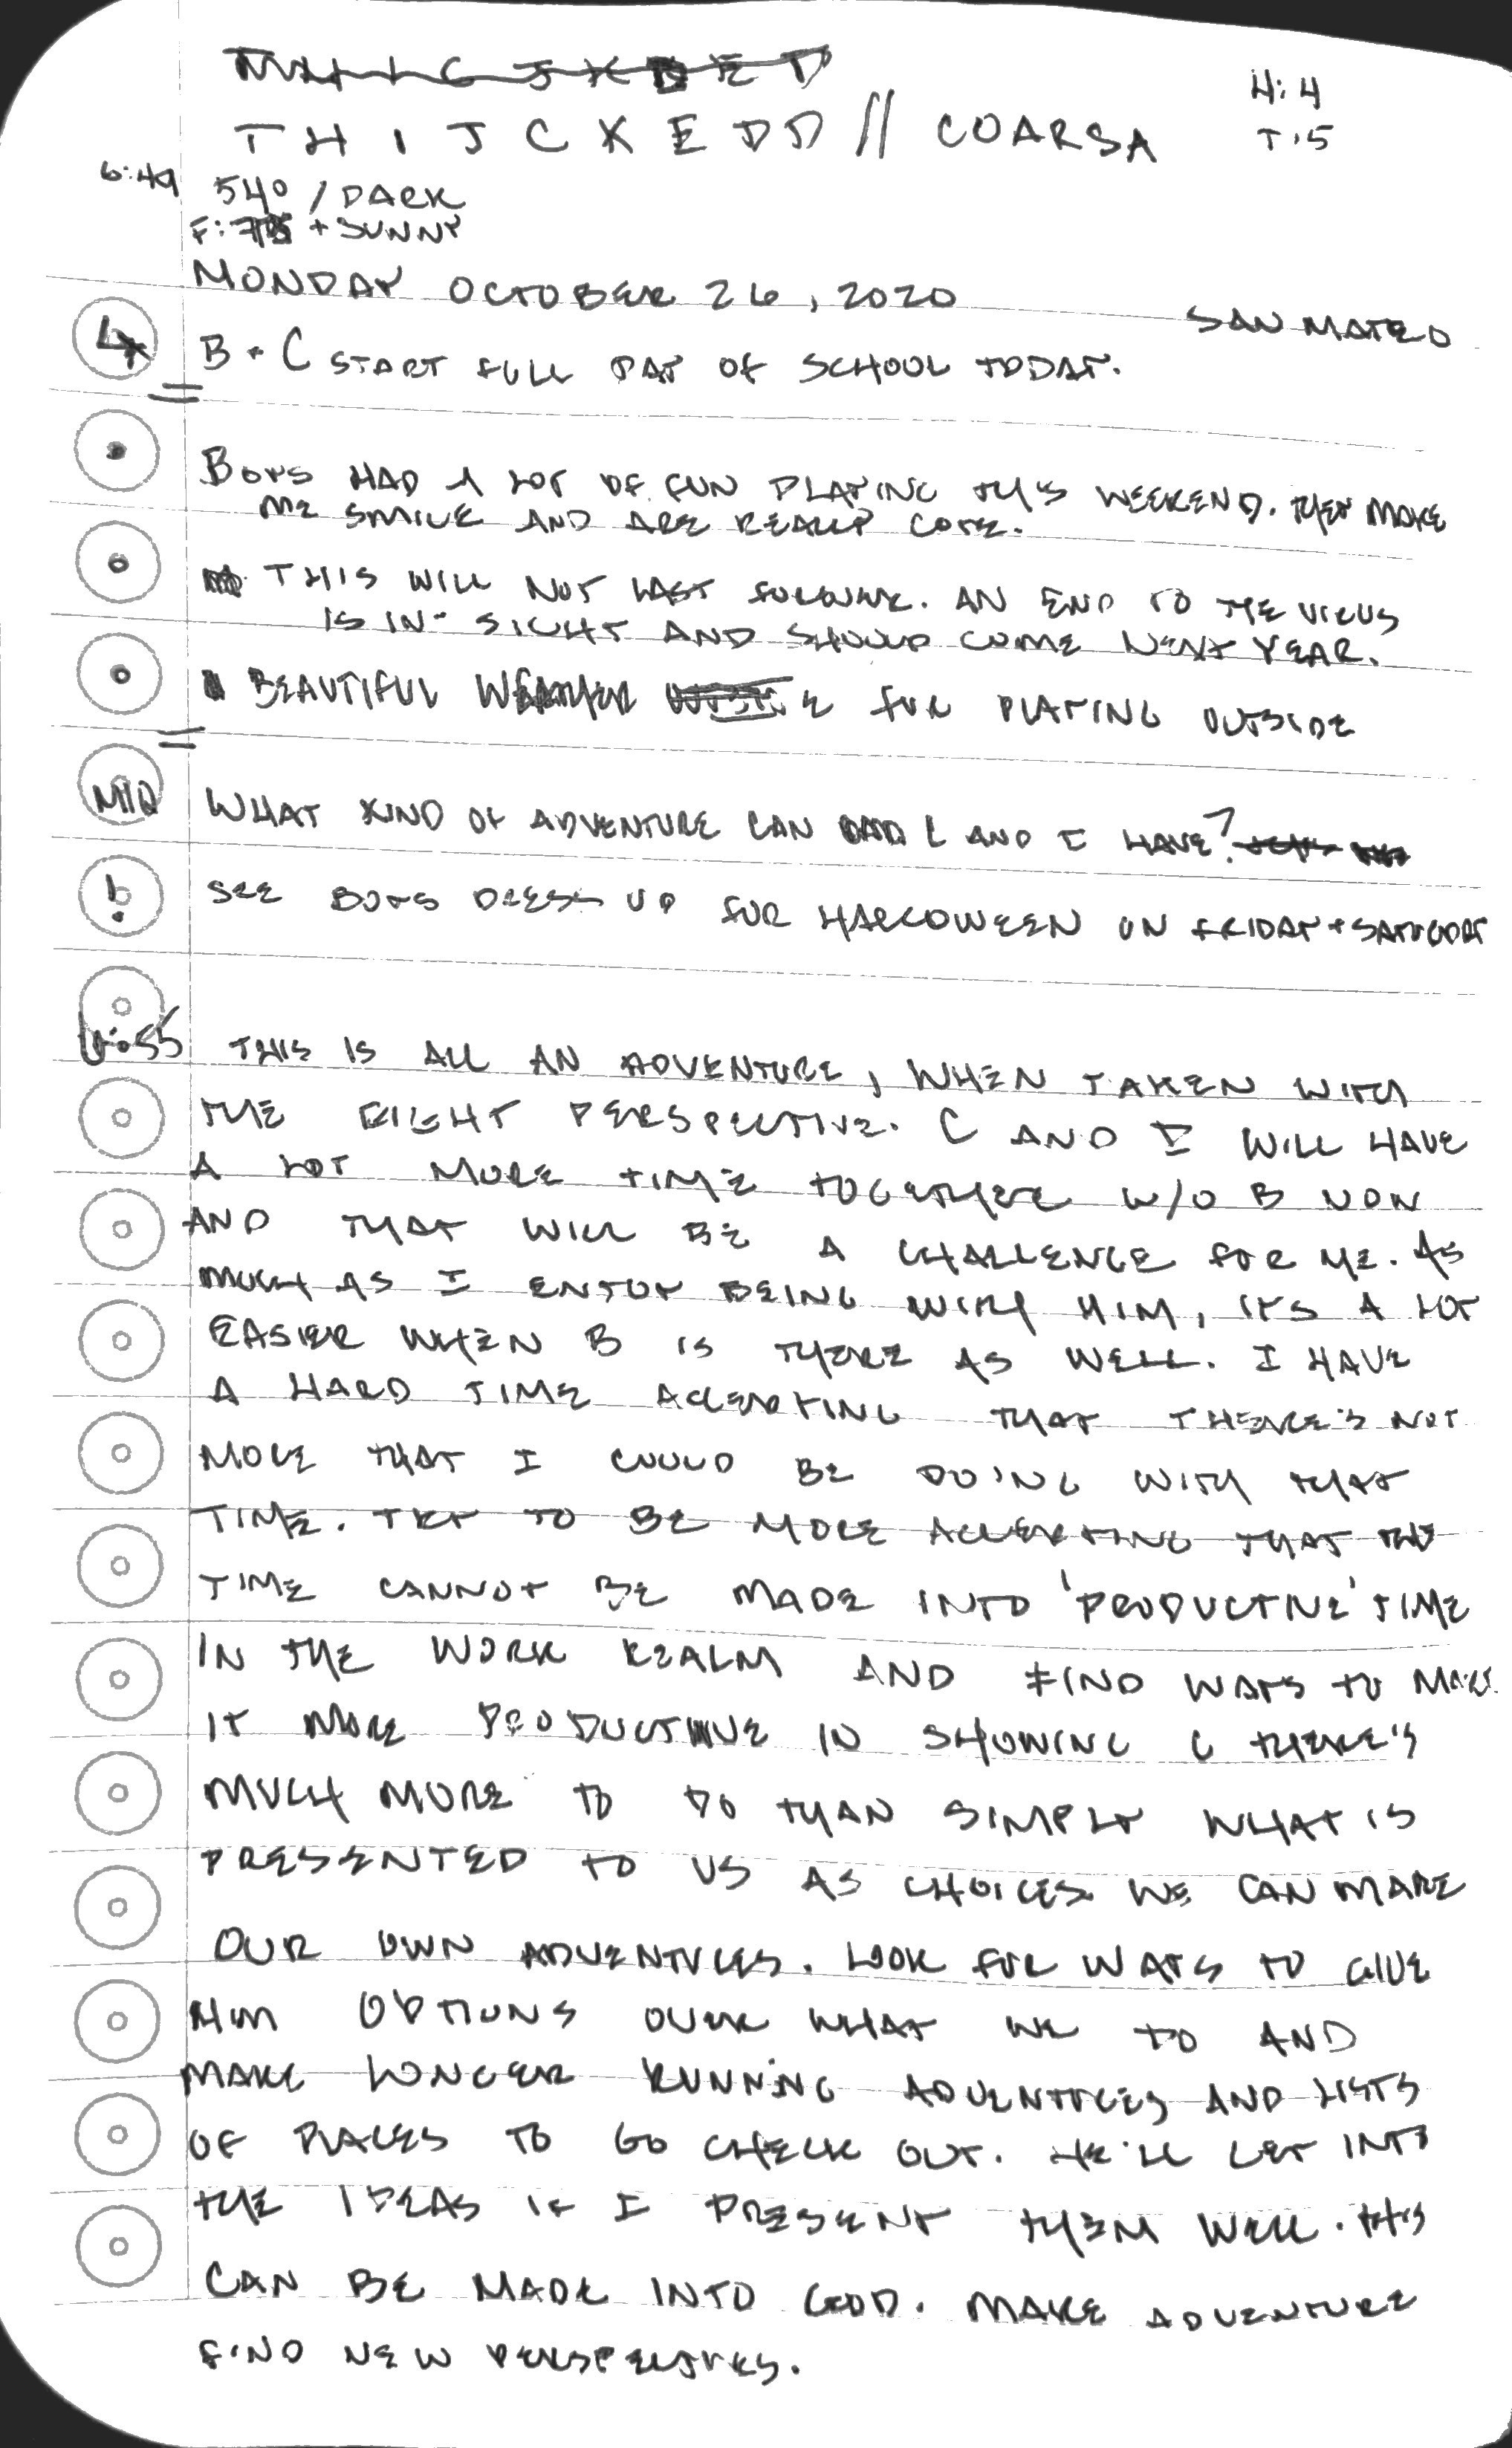 THIJCKEDD // COARSA
H:4
T:5
6:49 54° / DARK
F: + SUNNY
MONDAY OCTOBER 26, 2020
SAN MATEO
B + C START FULL DAY OF SCHOOL TODAY.
BOYS HAD A LOT OF FUN PLAYING THIS WEEKEND. THEY MAKE
ME SMILE AND ARE REALLY CUTE.
THIS WILL NOT LAST FOREVER. AN END TO THE VIRUS
IS IN SIGHT AND SHOULD COME NEXT YEAR.
BEAUTIFUL WEATHER FOR PLAYING OUTSIDE
MIQ WHAT KIND OF ADVENTURE CAN C AND I HAVE?
! SEE BOYS DRESS UP FOR HALLOWEEN ON FRIDAY + SATURDAY
6:55 THIS IS ALL AN ADVENTURE, WHEN TAKEN WITH
THE RIGHT PERSPECTIVE. C AND I WILL HAVE
A LOT MORE TIME TOGETHER W/O B NOW
AND THAT WILL BE A CHALLENGE FOR ME. AS
MUCH AS I ENJOY BEING WITH HIM, IT'S A LOT
EASIER WHEN B IS THERE AS WELL. I HAVE
A HARD TIME ACCEPTING THAT THERE'S NOT
MORE THAT I COULD BE DOING WITH THAT
TIME. TRY TO BE MORE ACCEPTING THAT THE
TIME CANNOT BE MADE INTO 'PRODUCTIVE' TIME
IN THE WORK REALM AND FIND WAYS TO MAKE
IT MORE PRODUCTIVE IN SHOWING C THERE'S
MUCH MORE TO DO THAN SIMPLY WHAT IS
PRESENTED TO US AS CHOICES. WE CAN MAKE
OUR OWN ADVENTURES. LOOK FOR WAYS TO GIVE
HIM OPTIONS OVER WHAT WE TO AND
MAKE LONGER RUNNING ADVENTURES AND LISTS
OF PLACES TO GO CHECK OUT. HE'LL GET INTO
THE IDEAS IF I PRESENT THEM WELL. THIS
CAN BE MADE INTO GOOD. MAKE ADVENTURE
FIND NEW PERSPECTIVES.